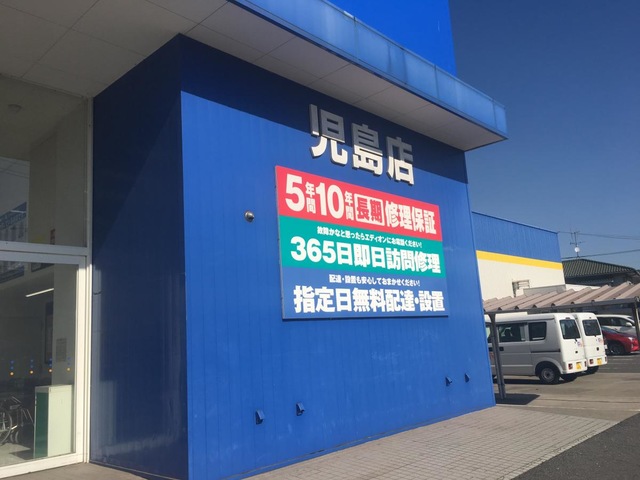 児島店
5年間10年間長期修理保証
故障かなと思ったらエディオンにお電話ください!
365日即日訪問修理
配達・設置も安心しておまかせください!
指定日無料配達・設置